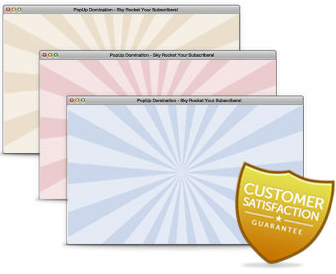 PopUp Domination - Sky Rocket Your Subscribers!
PopUp Domination - Sky Rocket Your Subscribers!
PopUp Domination - Sky Rocket Your Subscribers!
CUSTOMER
SATISFACTION
GUARANTEE